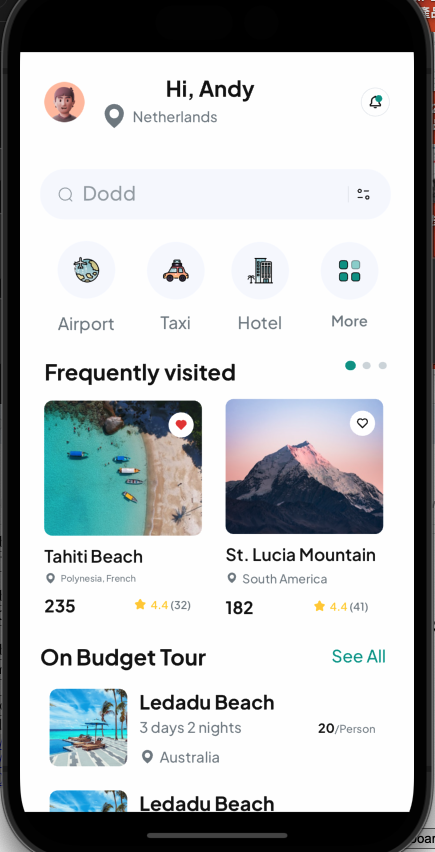 Hi, Andy
Netherlands
Dodd
Airport
Taxi
Hotel
More
Frequently visited
Tahiti Beach
Polynesia, French
235
4.4 (32)
St. Lucia Mountain
South America
182
4.4 (41)
On Budget Tour
See All
Ledadu Beach
3 days 2 nights
20/Person
Australia
Ledadu Beach